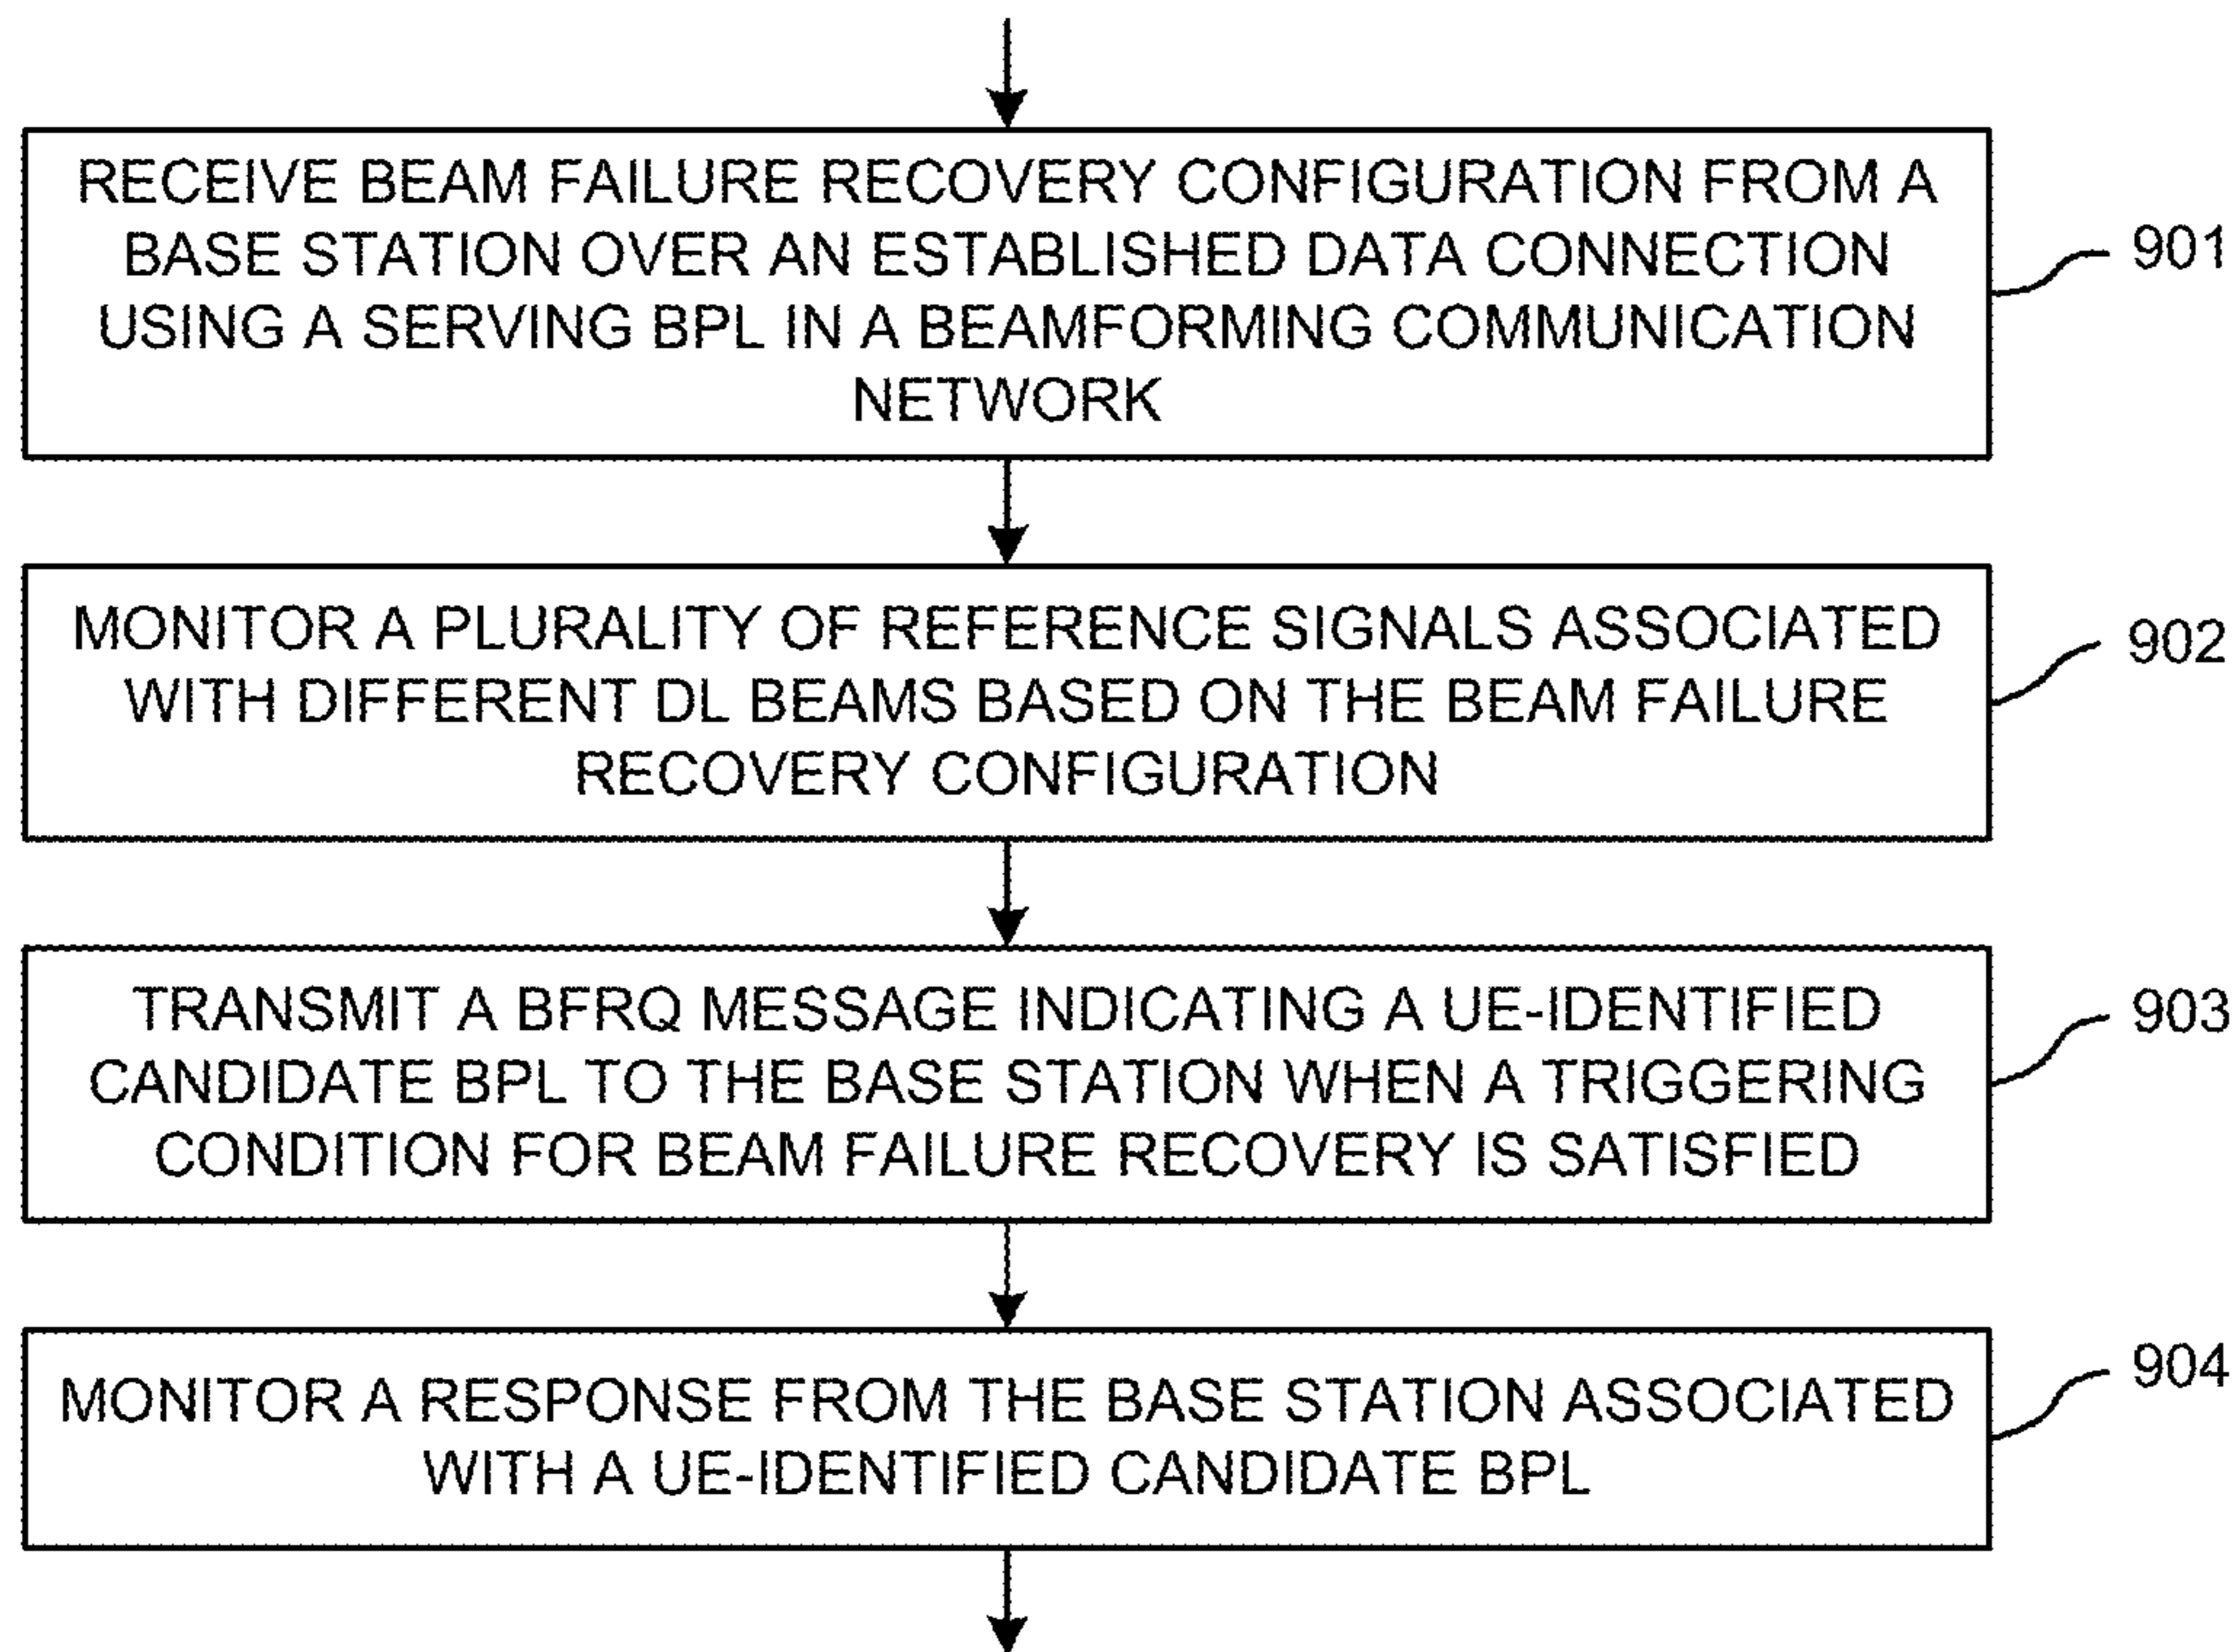 RECEIVE BEAM FAILURE RECOVERY CONFIGURATION FROM A
BASE STATION OVER AN ESTABLISHED DATA CONNECTION
USING A SERVING BPL IN A BEAMFORMING COMMUNICATION
NETWORK
901
MONITOR A PLURALITY OF REFERENCE SIGNALS ASSOCIATED
WITH DIFFERENT DL BEAMS BASED ON THE BEAM FAILURE
RECOVERY CONFIGURATION
902
TRANSMIT A BFRQ MESSAGE INDICATING A UE-IDENTIFIED
CANDIDATE BPL TO THE BASE STATION WHEN A TRIGGERING
CONDITION FOR BEAM FAILURE RECOVERY IS SATISFIED
903
MONITOR A RESPONSE FROM THE BASE STATION ASSOCIATED
WITH A UE-IDENTIFIED CANDIDATE BPL
904